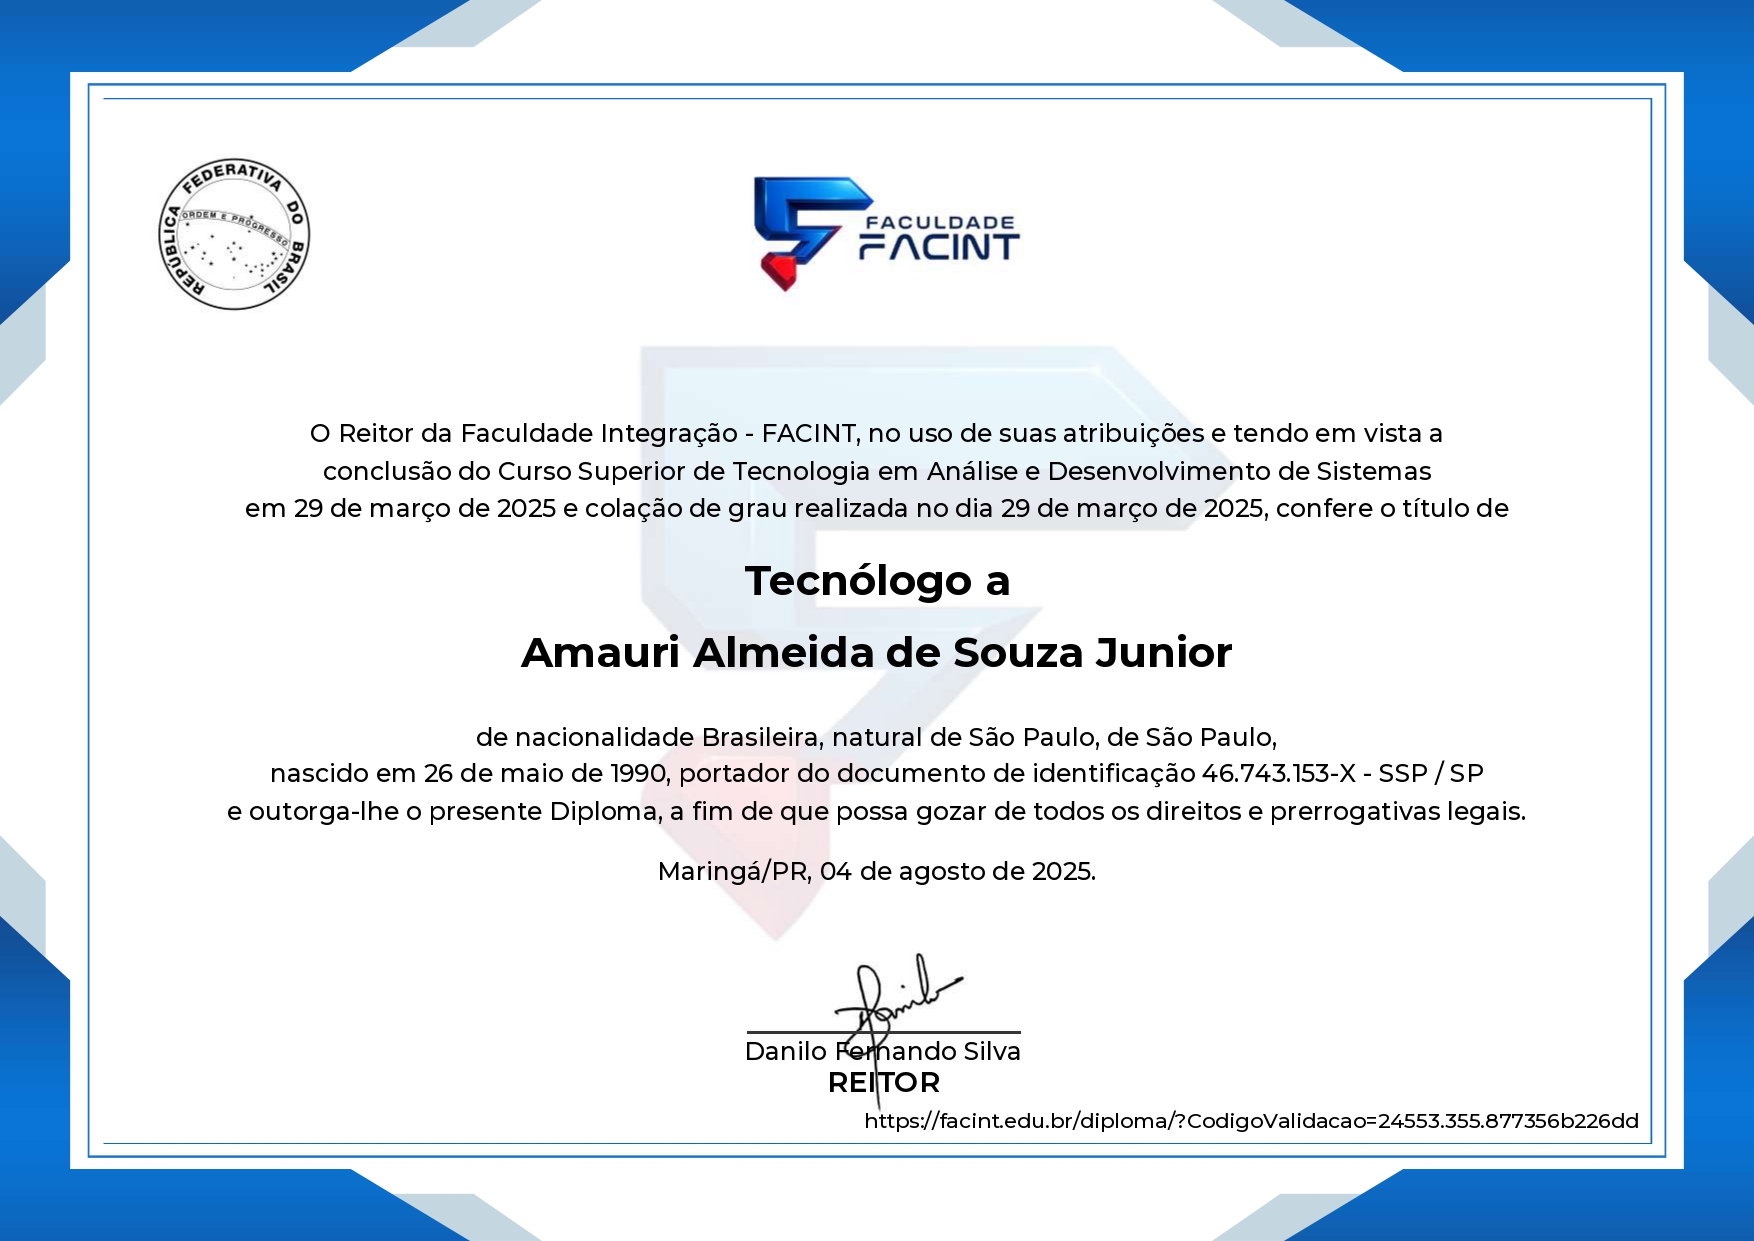 REPÚBLICA FEDERATIVA DO BRASIL
ORDEM E PROGRESSO
FACULDADE
FACINT
O Reitor da Faculdade Integração - FACINT, no uso de suas atribuições e tendo em vista a
conclusão do Curso Superior de Tecnologia em Análise e Desenvolvimento de Sistemas
em 29 de março de 2025 e colação de grau realizada no dia 29 de março de 2025, confere o título de
Tecnólogo a
Amauri Almeida de Souza Junior
de nacionalidade Brasileira, natural de São Paulo, de São Paulo,
nascido em 26 de maio de 1990, portador do documento de identificação 46.743.153-X - SSP / SP
e outorga-lhe o presente Diploma, a fim de que possa gozar de todos os direitos e prerrogativas legais.
Maringá/PR, 04 de agosto de 2025.
Danilo Fernando Silva
REITOR
https://facint.edu.br/diploma/?CodigoValidacao=24553.355.877356b226dd